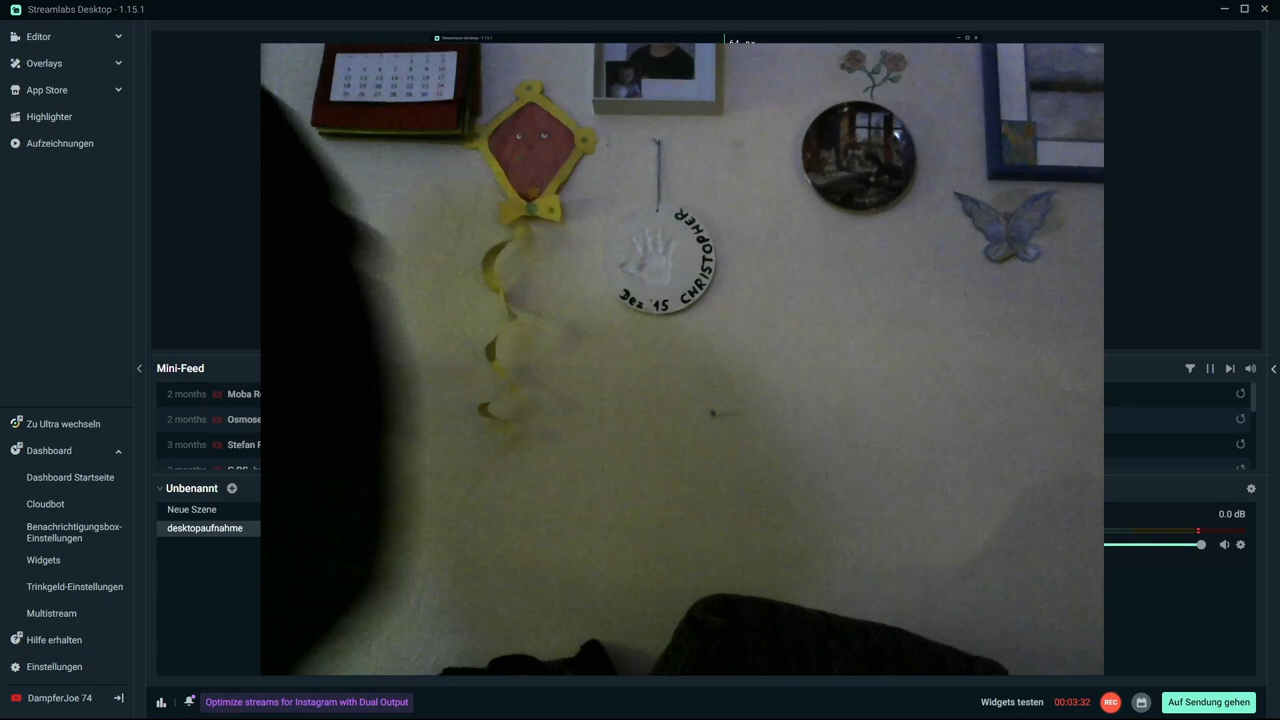 Streamlabs Desktop - 1.15.1
Editor
Overlays
App Store
Highlighter
Aufzeichnungen
CHRISTOPHER
Dez. 15
Mini-Feed
2 months Moba
2 months Osmose
3 months Stefan
Zu Ultra wechseln
Dashboard
Dashboard Startseite
Cloudbot
Benachrichtigungsbox-
Einstellungen
Widgets
Trinkgeld-Einstellungen
Multistream
Hilfe erhalten
Einstellungen
DampferJoe 74
Unbenannt
Neue Szene
desktopaufnahme
0.0 dB
Optimize streams for Instagram with Dual Output
Widgets testen
00:03:32
REC
Auf Sendung gehen